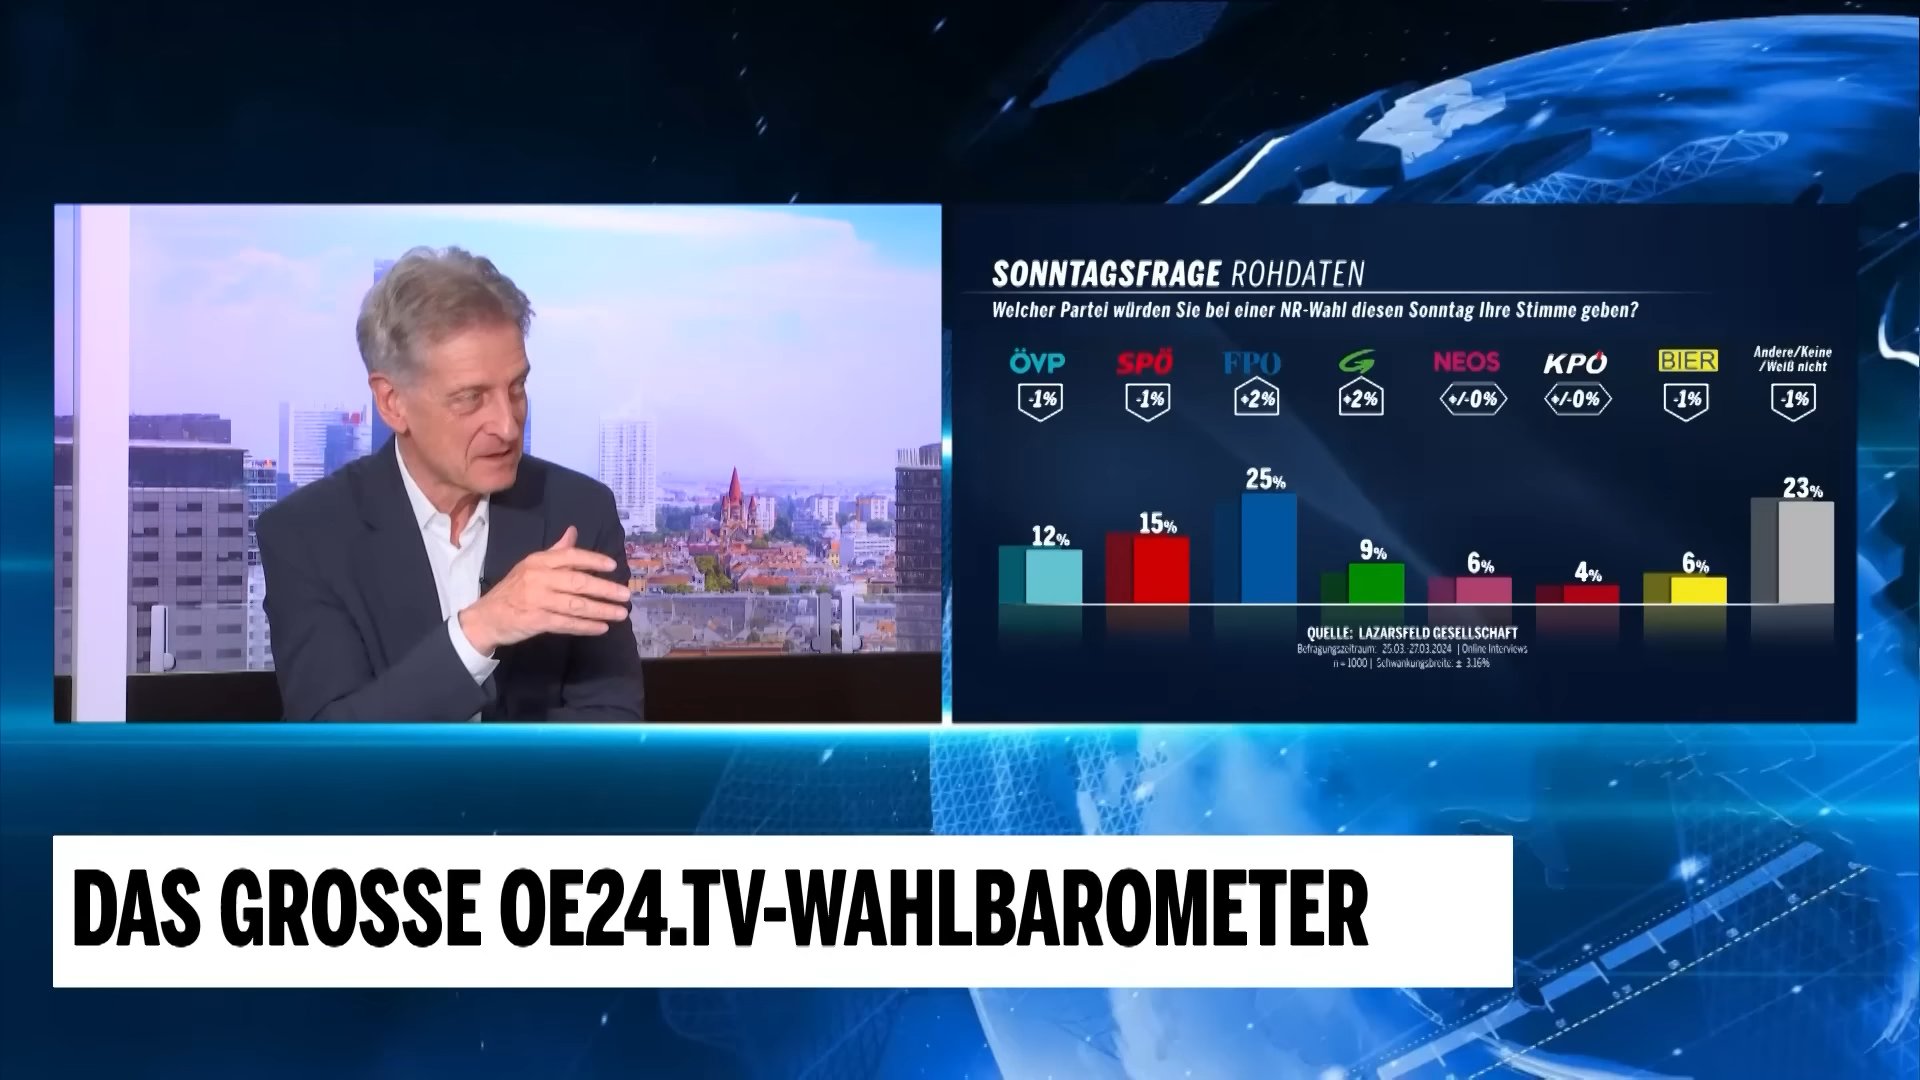 SONNTAGSFRAGE ROHDATEN
Welcher Partei würden Sie bei einer NR-Wahl diesen Sonntag Ihre Stimme geben?
ÖVP SPÖ FPÖ G NEOS KPÖ BIER Andere/Keine
/Weiß nicht
-1% -1% +2% +2% +/-0% +/-0% -1% -1%
12% 15% 25% 9% 6% 4% 6% 23%
QUELLE: LAZARSFELD GESELLSCHAFT
Befragungszeitraum: 25.03.-27.03.2024 | Online Interviews
n = 1000 | Schwankungsbreite: ± 3.16%
DAS GROSSE OE24.TV-WAHLBAROMETER